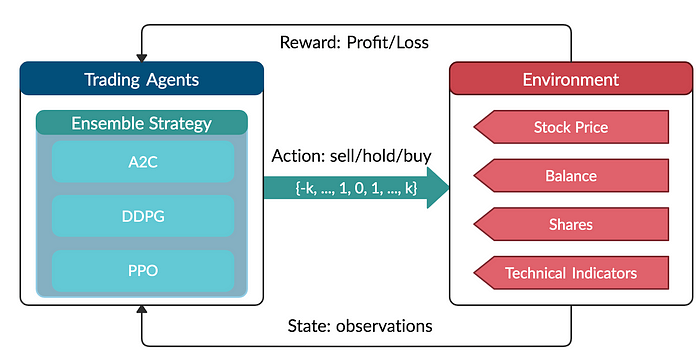 Reward: Profit/Loss
Trading Agents
Environment
Ensemble Strategy
A2C
DDPG
PPO
Action: sell/hold/buy
{-k, ..., 1, 0, 1, ..., k}
Stock Price
Balance
Shares
Technical Indicators
State: observations